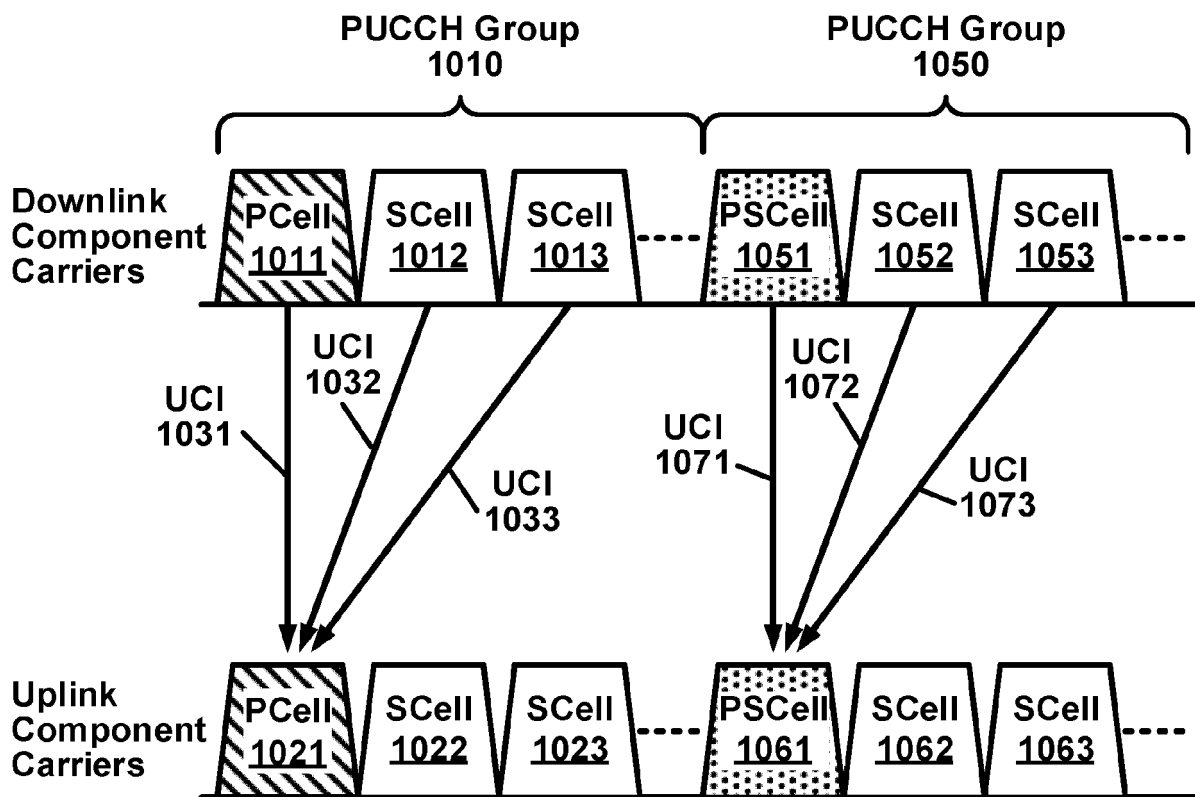 PUCCH Group
1010
PUCCH Group
1050
Downlink
Component
Carriers
PCell
1011
SCell
1012
SCell
1013
PSCell
1051
SCell
1052
SCell
1053
UCI
1031
UCI
1032
UCI
1033
UCI
1071
UCI
1072
UCI
1073
Uplink
Component
Carriers
PCell
1021
SCell
1022
SCell
1023
PSCell
1061
SCell
1062
SCell
1063